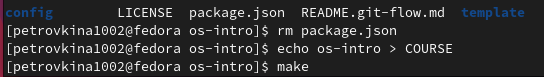 config LICENSE package.json README.git-flow.md template
[petrovkina1002@fedora os-intro]$ rm package.json
[petrovkina1002@fedora os-intro]$ echo os-intro > COURSE
[petrovkina1002@fedora os-intro]$ make